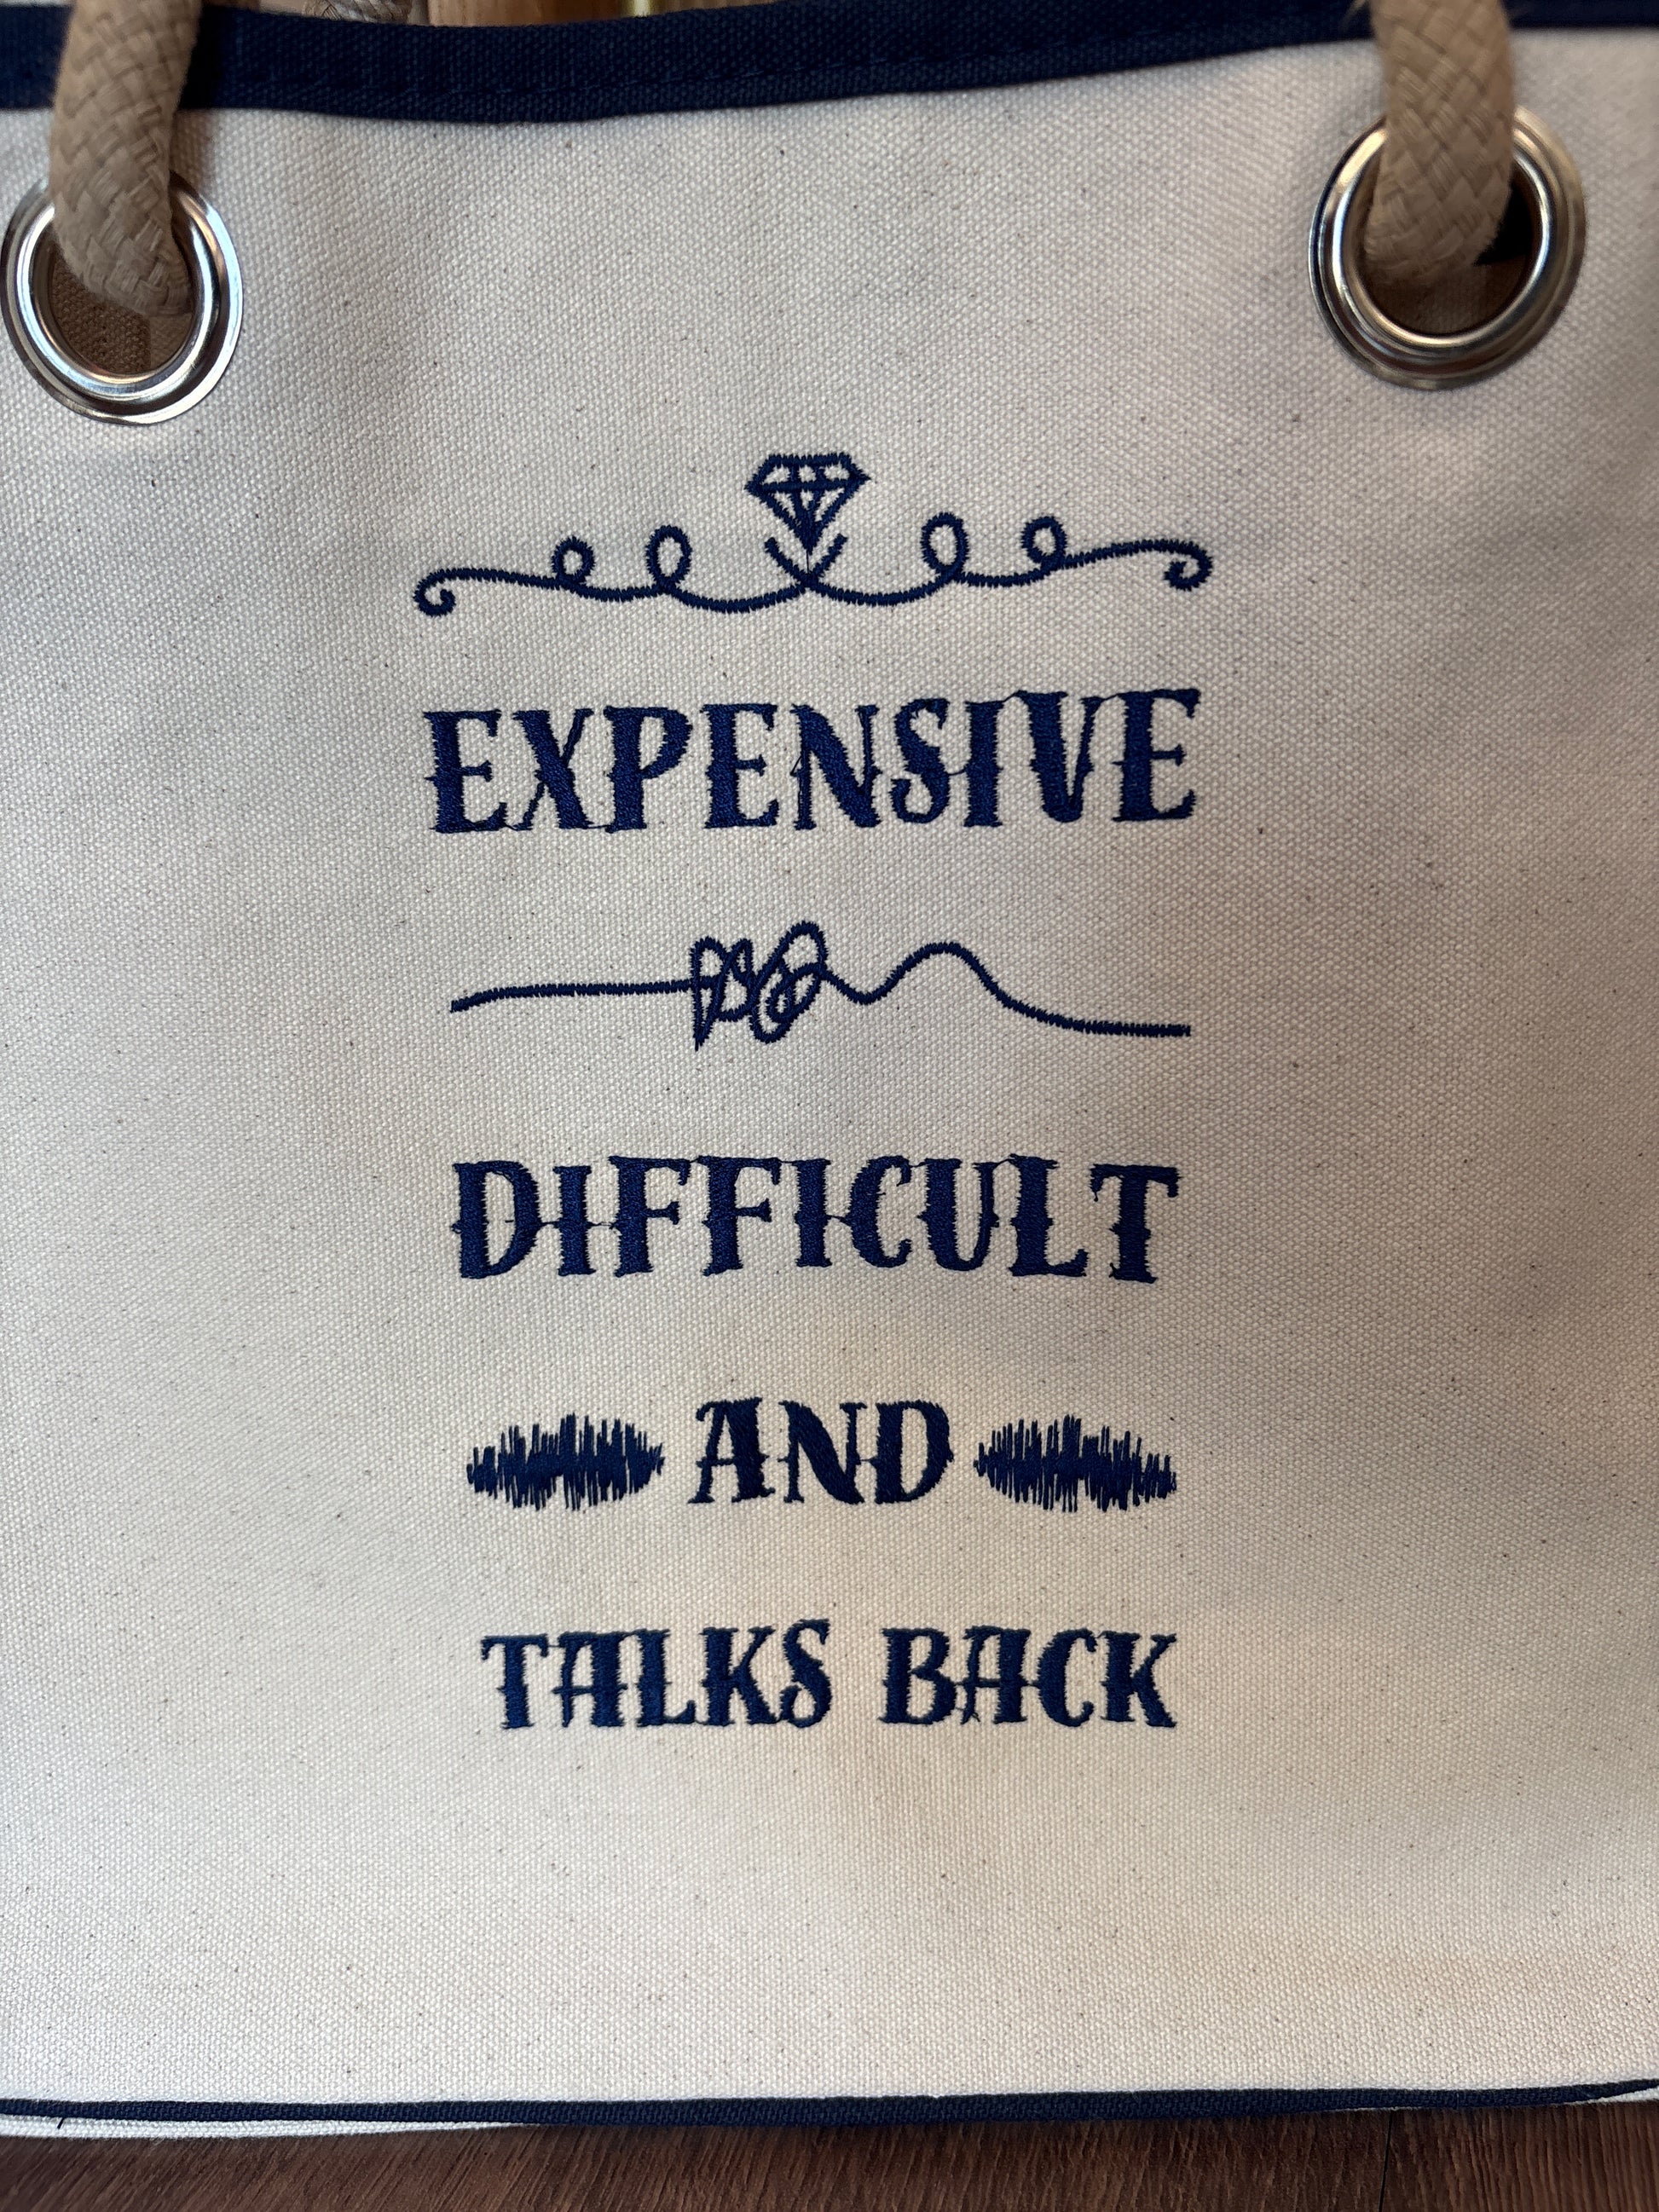 EXPENSIVE
DIFFICULT
AND
TALKS BACK